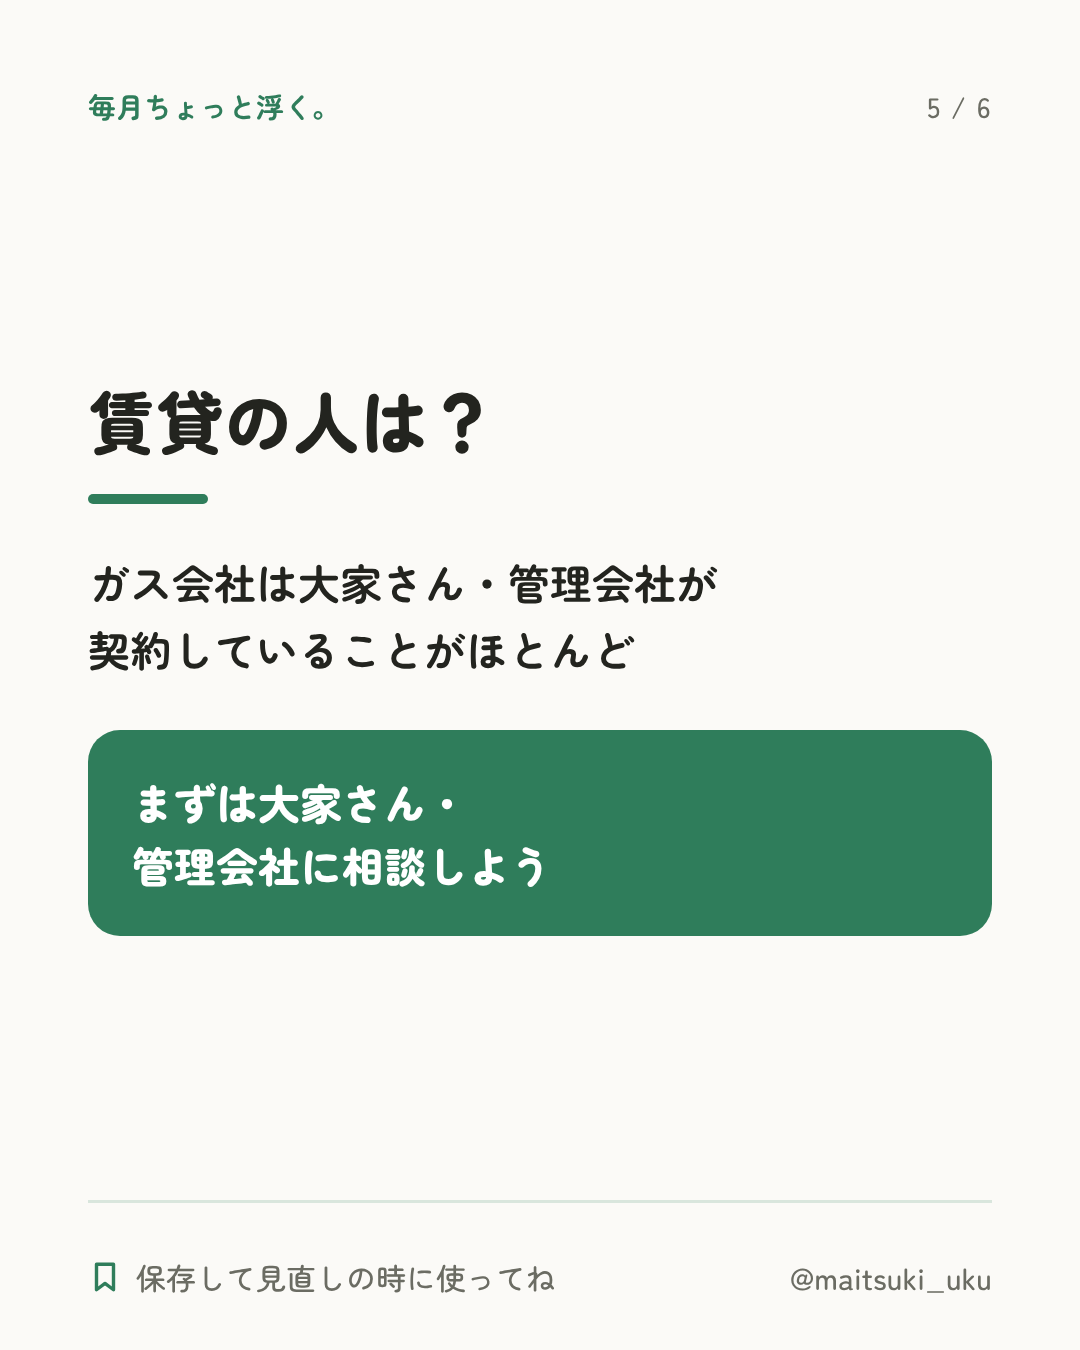 毎月ちょっと浮く。
5 / 6
賃貸の人は？
ガス会社は大家さん・管理会社が
契約していることがほとんど
まずは大家さん・
管理会社に相談しよう
保存して見直しの時に使ってね
@maitsuki_uku